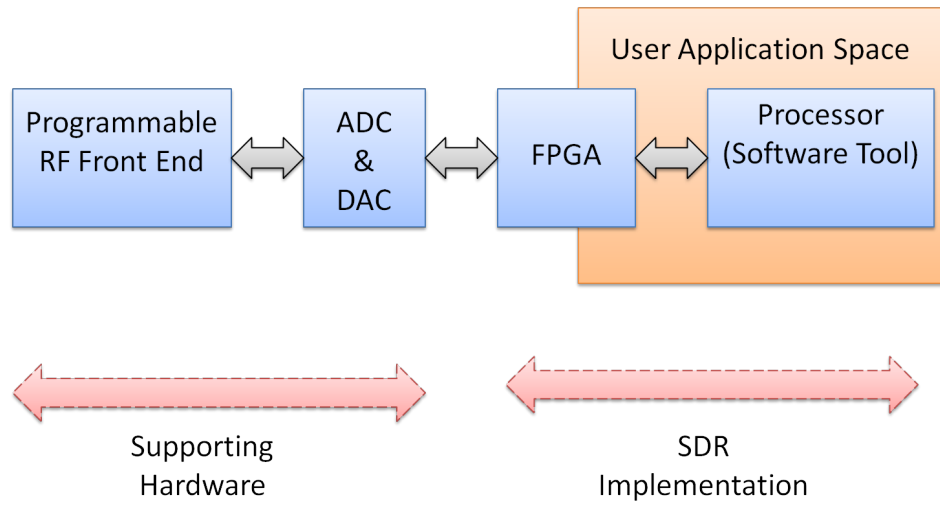 User Application Space
Programmable
RF Front End
ADC
&
DAC
FPGA
Processor
(Software Tool)
Supporting
Hardware
SDR
Implementation